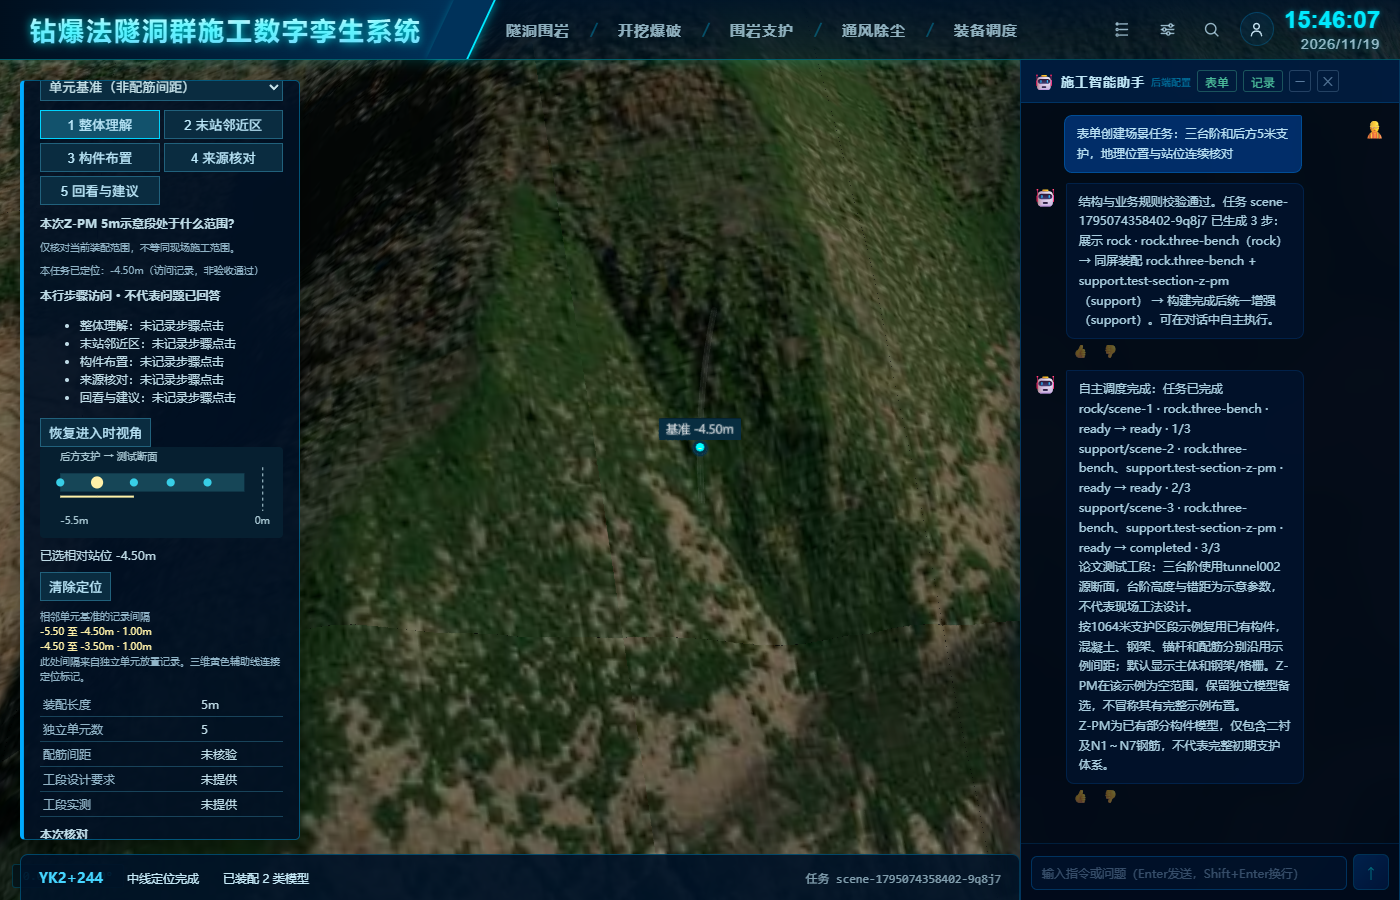 钻爆法隧洞群施工数字孪生系统
隧洞围岩 / 开挖爆破 / 围岩支护 / 通风除尘 / 装备调度
15:46:07
2026/11/19
单元基准（非配筋间距）
1 整体理解
2 末站邻近区
3 构件布置
4 来源核对
5 回看与建议
本次Z-PM 5m示意段处于什么范围?
仅核对当前装配范围，不等同现场施工范围。
本任务已定位：-4.50m（访问记录，非验收通过）
本行步骤访问 • 不代表问题已回答
整体理解：未记录步骤点击
末站邻近区：未记录步骤点击
构件布置：未记录步骤点击
来源核对：未记录步骤点击
回看与建议：未记录步骤点击
恢复进入时视角
后方支护 → 测试断面
-5.5m
0m
已选相对站位 -4.50m
清除定位
相邻单元基准的记录间隔
-5.50 至 -4.50m · 1.00m
-4.50 至 -3.50m · 1.00m
此处间隔来自独立单元放置记录。三维黄色辅助线连接
定位标记。
装配长度 5m
独立单元数 5
配筋间距 未核验
工段设计要求 未提供
工段实测 未提供
本次核对
基准 -4.50m
YK2+244 中线定位完成 已装配 2 类模型
任务 scene-1795074358402-9q8j7
施工智能助手 后端配置 表单 记录
表单创建场景任务：三台阶和后方5米支
护，地理位置与站位连续核对
结构与业务规则校验通过。任务 scene-
1795074358402-9q8j7 已生成 3 步：
展示 rock · rock.three-bench（rock）
→ 同屏装配 rock.three-bench +
support.test-section-z-pm
（support） → 构建完成后统一增强
（support）。可在对话中自主执行。
自主调度完成：任务已完成
rock/scene-1 · rock.three-bench ·
ready → ready · 1/3
support/scene-2 · rock.three-
bench、support.test-section-z-pm ·
ready → ready · 2/3
support/scene-3 · rock.three-
bench、support.test-section-z-pm ·
ready → completed · 3/3
论文测试工段：三台阶使用tunnel002
源断面，台阶高度与错距为示意参数，
不代表现场工法设计。
按1064米支护区段示例复用已有构件，
混凝土、钢架、锚杆和配筋分别沿用示
例间距；默认显示主体和钢架/格栅。Z-
PM在该示例为空范围，保留独立模型备
选，不冒称其有完整示例布置。
Z-PM为已有部分构件模型，仅包含二衬
及N1～N7钢筋，不代表完整初期支护
体系。
输入指令或问题（Enter发送，Shift+Enter换行）